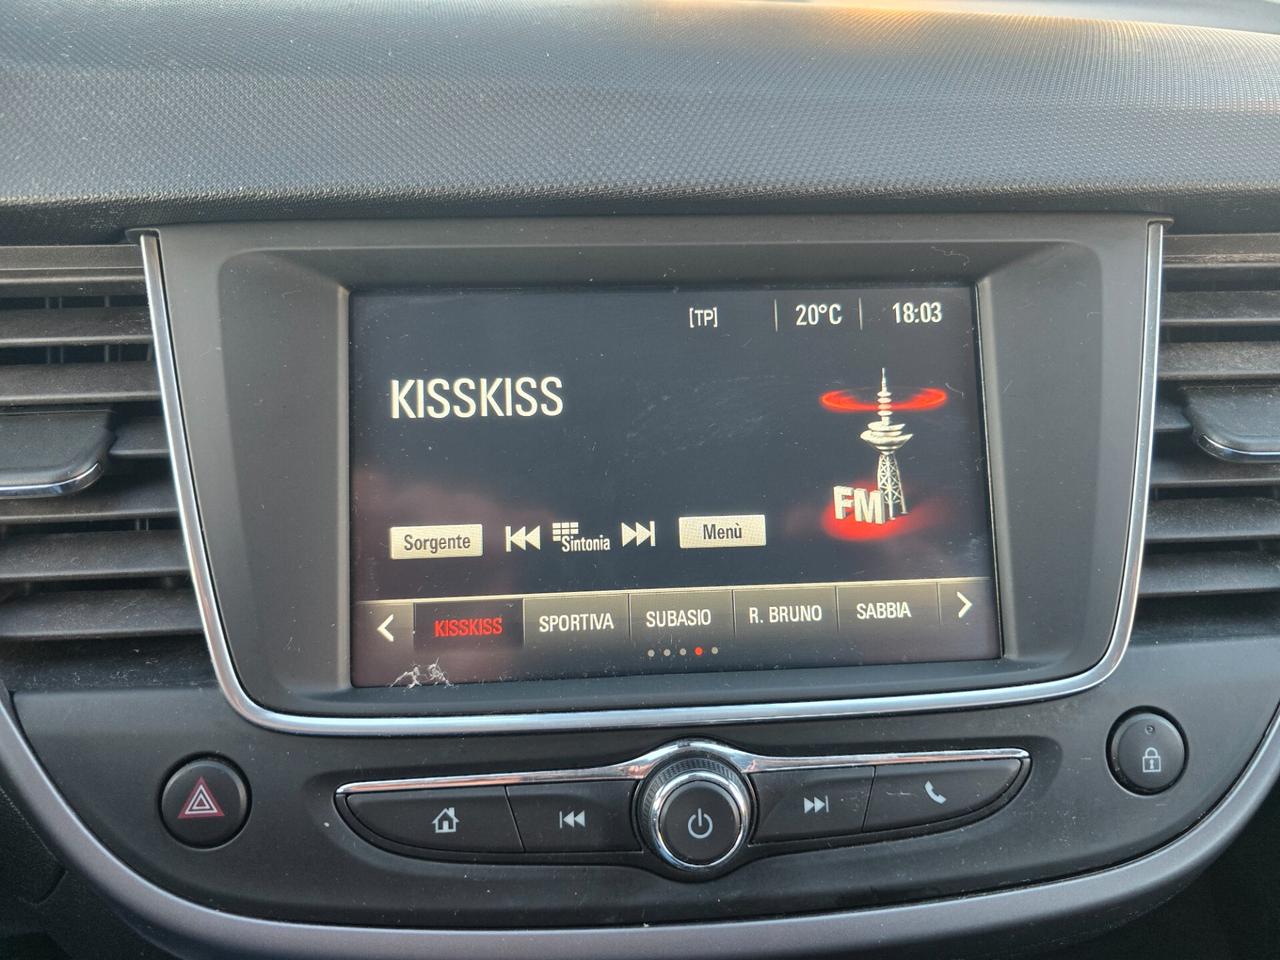 [TP] 20°C 18:03
KISSKISS
FM
Sorgente Sintonia Menù
KISSKISS SPORTIVA SUBASIO R. BRUNO SABBIA